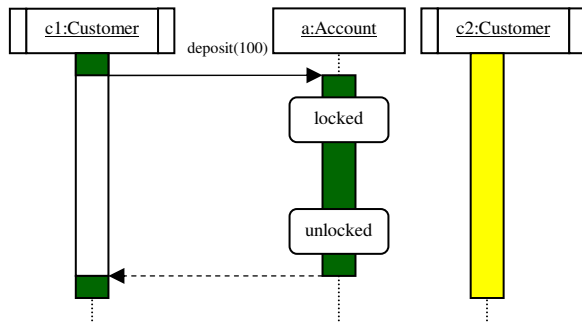 c1:Customer
a:Account
c2:Customer
deposit(100)
locked
unlocked